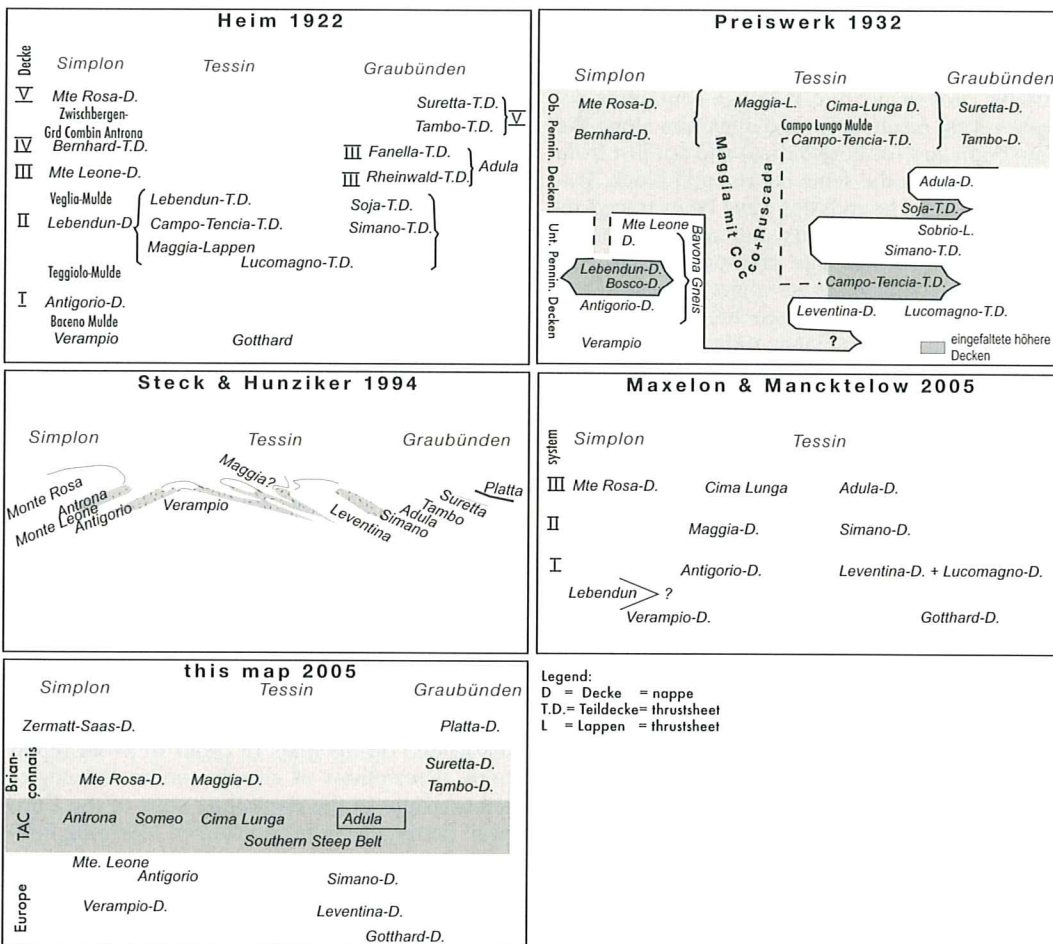 Heim 1922
Decke
Simplon Tessin Graubünden
V Mte Rosa-D.
Zwischbergen-
Grd Combin Antrona
IV Bernhard-T.D.
III Mte Leone-D.
Veglia-Mulde
II Lebendun-D
Teggiolo-Mulde
I Antigorio-D.
Baceno Mulde
Verampio Gotthard
Lebendun-T.D.
Campo-Tencia-T.D.
Maggia-Lappen
Lucomagno-T.D.
Suretta-T.D.
Tambo-T.D.
V
III Fanella-T.D.
III Rheinwald-T.D.
Adula
Soja-T.D.
Simano-T.D.
Preiswerk 1932
Simplon Tessin Graubünden
Ob. Pennin. Decken
Mte Rosa-D.
Bernhard-D.
Maggia-L. Cima-Lunga D.
Campo Lungo Mulde
Campo-Tencia-T.D.
Suretta-D.
Tambo-D.
Maggia mit Coc
co+Ruscada
Unt. Pennin. Decken
Mte Leone
D.
Lebendun-D.
Bosco-D.
Antigorio-D.
Bavona Gneis
Verampio
Adula-D.
Soja-T.D.
Sobrio-L.
Simano-T.D.
Campo-Tencia-T.D.
Leventina-D. Lucomagno-T.D.
?
eingefaltete höhere
Decken
Steck & Hunziker 1994
Simplon Tessin Graubünden
Monte Rosa
Antrona
Monte Leone
Antigorio
Verampio
Maggia?
Leventina
Simano
Adula
Tambo
Suretta
Platta
Maxelon & Mancktelow 2005
system
Simplon Tessin
III Mte Rosa-D. Cima Lunga Adula-D.
II Maggia-D. Simano-D.
I Antigorio-D. Leventina-D. + Lucomagno-D.
Lebendun ?
Verampio-D. Gotthard-D.
this map 2005
Simplon Tessin Graubünden
Zermatt-Saas-D. Platta-D.
Brian-
çonnais
Mte Rosa-D. Maggia-D.
Suretta-D.
Tambo-D.
TAC
Antrona Someo Cima Lunga Adula
Southern Steep Belt
Europe
Mte. Leone
Antigorio Simano-D.
Verampio-D. Leventina-D.
Gotthard-D.
Legend:
D = Decke = nappe
T.D.= Teildecke= thrustsheet
L = Lappen = thrustsheet